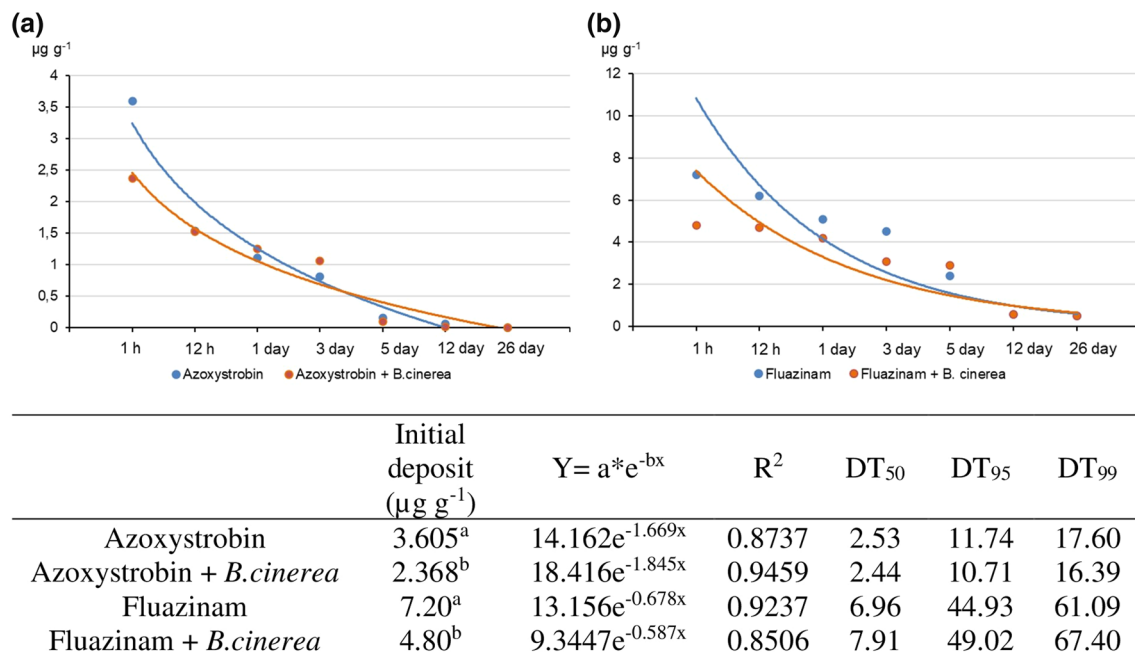 (a)
µg g-1
4
3,5
3
2,5
2
1,5
1
0,5
0
1 h 12 h 1 day 3 day 5 day 12 day 26 day
Azoxystrobin Azoxystrobin + B.cinerea
(b)
µg g-1
12
10
8
6
4
2
0
1 h 12 h 1 day 3 day 5 day 12 day 26 day
Fluazinam Fluazinam + B. cinerea
Initial
deposit
(µg g-1)
Y= a*e-bx R2 DT50 DT95 DT99
Azoxystrobin 3.605a 14.162e-1.669x 0.8737 2.53 11.74 17.60
Azoxystrobin + B.cinerea 2.368b 18.416e-1.845x 0.9459 2.44 10.71 16.39
Fluazinam 7.20a 13.156e-0.678x 0.9237 6.96 44.93 61.09
Fluazinam + B.cinerea 4.80b 9.3447e-0.587x 0.8506 7.91 49.02 67.40